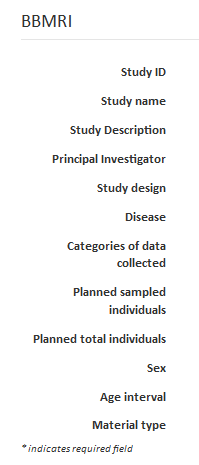 BBMRI
Study ID
Study name
Study Description
Principal Investigator
Study design
Disease
Categories of data
collected
Planned sampled
individuals
Planned total individuals
Sex
Age interval
Material type
* indicates required field